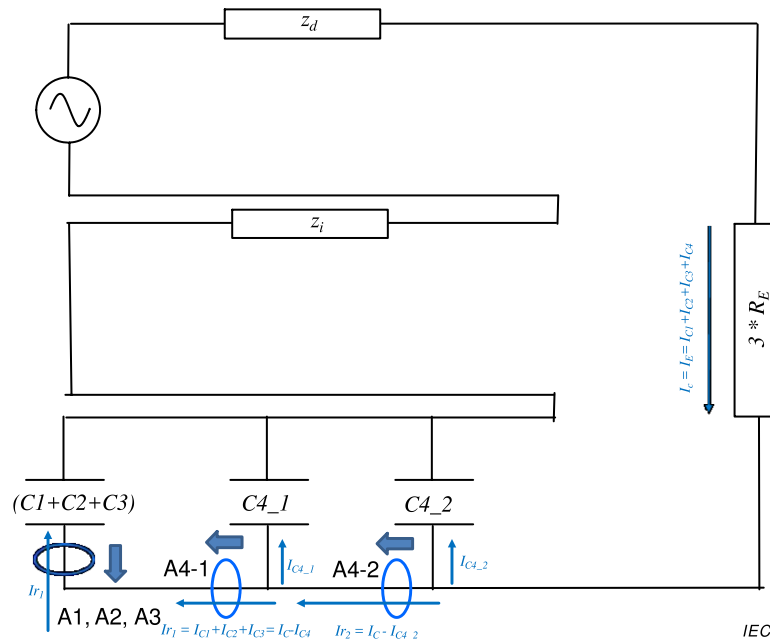 z_d
z_i
3 * R_E
I_c = I_E = I_C1+I_C2+I_C3+I_C4
(C1+C2+C3)
C4_1
C4_2
Ir_1
A1, A2, A3
A4-1
I_C4_1
A4-2
I_C4_2
Ir_1 = I_C1+I_C2+I_C3= I_C-I_C4
Ir_2 = I_C - I_C4_2
IEC